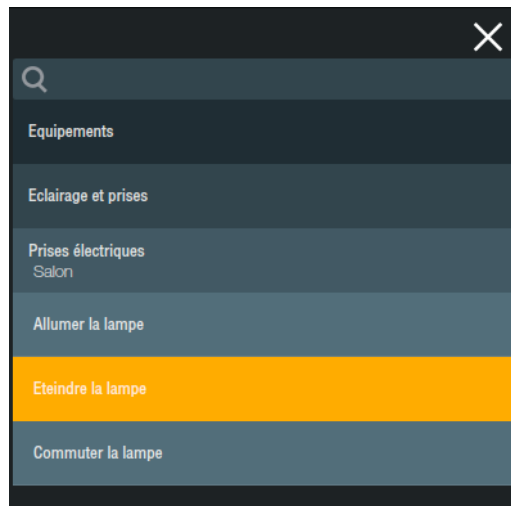 Equipements
Eclairage et prises
Prises électriques
Salon
Allumer la lampe
Eteindre la lampe
Commuter la lampe